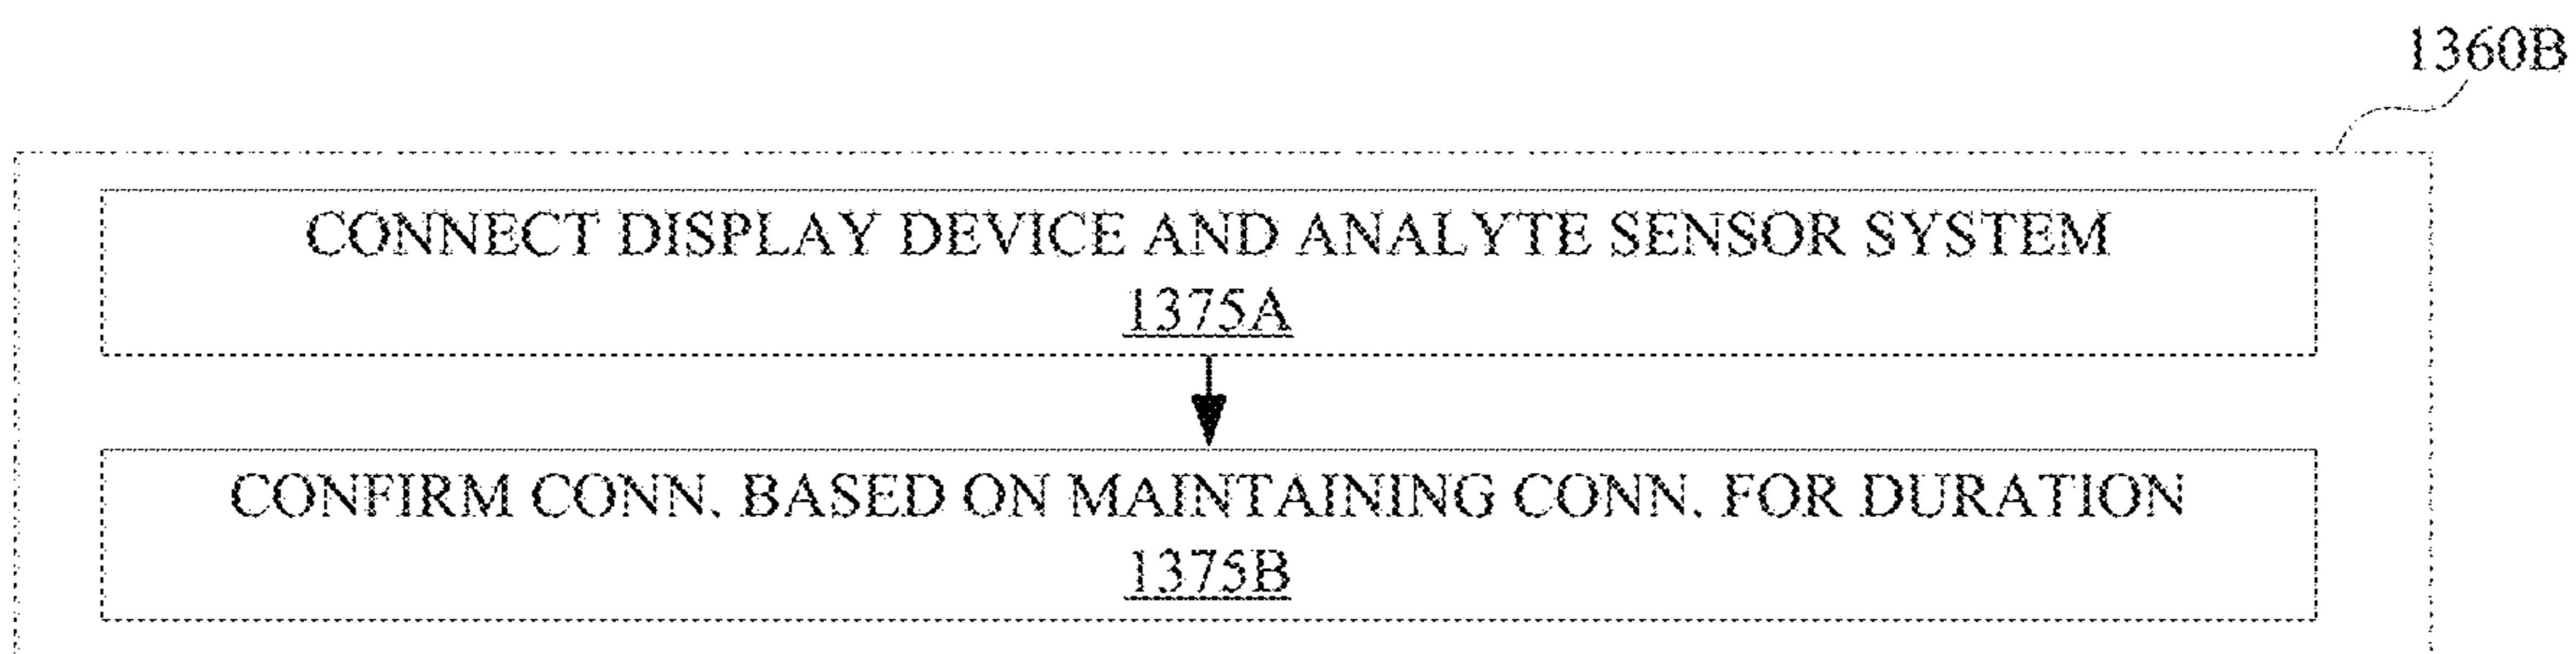 1360B
CONNECT DISPLAY DEVICE AND ANALYTE SENSOR SYSTEM
1375A
CONFIRM CONN. BASED ON MAINTAINING CONN. FOR DURATION
1375B